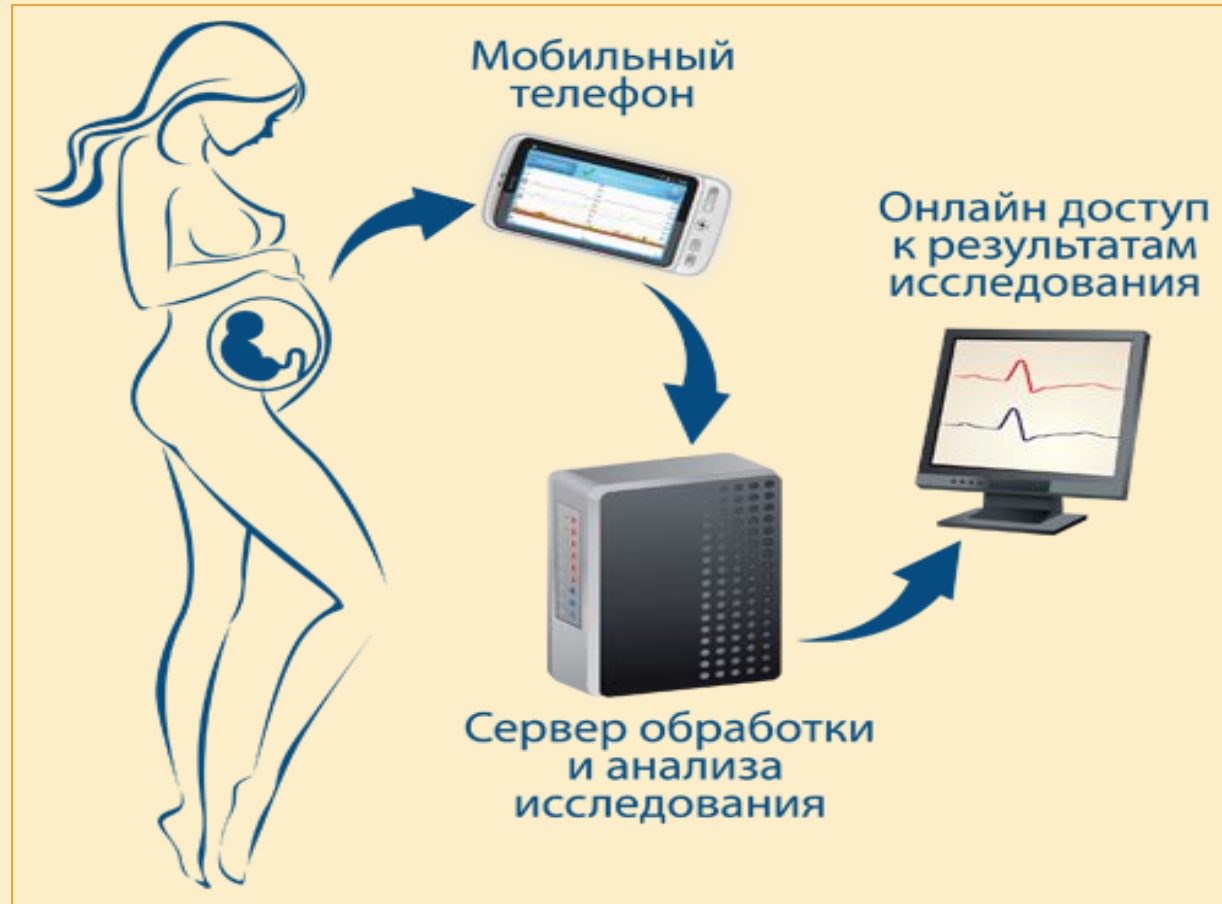 Мобильный
телефон
Онлайн доступ
к результатам
исследования
Сервер обработки
и анализа
исследования